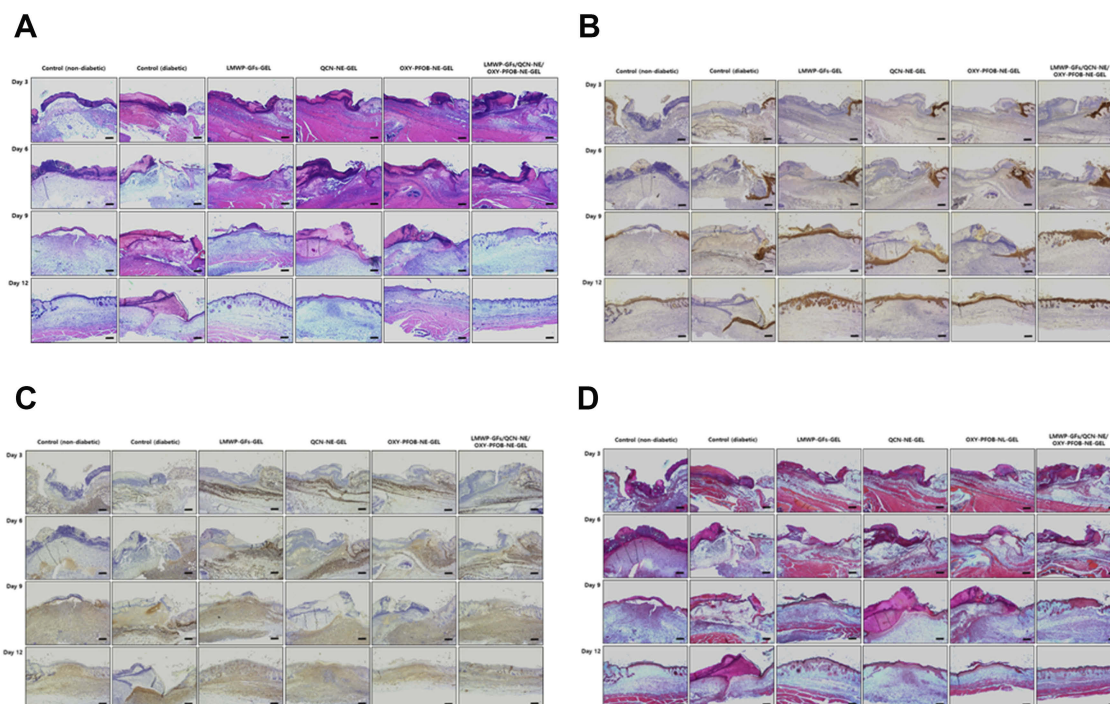 A
Control (non-diabetic) Control (diabetic) LMWP-GFs-GEL QCN-NE-GEL OXY-PFOB-NE-GEL LMWP-GFs/QCN-NE/
OXY-PFOB-NE-GEL
Day 3
Day 6
Day 9
Day 12
B
Control (non-diabetic) Control (diabetic) LMWP-GFs-GEL QCN-NE-GEL OXY-PFOB-NE-GEL LMWP-GFs/QCN-NE/
OXY-PFOB-NE-GEL
Day 3
Day 6
Day 9
Day 12
C
Control (non-diabetic) Control (diabetic) LMWP-GFs-GEL QCN-NE-GEL OXY-PFOB-NE-GEL LMWP-GFs/QCN-NE/
OXY-PFOB-NE-GEL
Day 3
Day 6
Day 9
Day 12
D
Control (non-diabetic) Control (diabetic) LMWP-GFs-GEL QCN-NE-GEL OXY-PFOB-NL-GEL LMWP-GFs/QCN-NE/
OXY-PFOB-NE-GEL
Day 3
Day 6
Day 9
Day 12